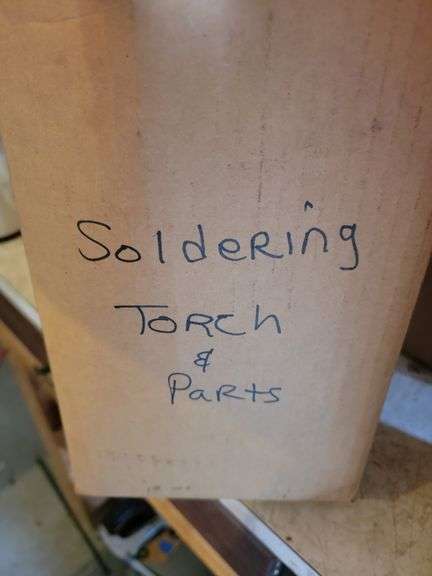 Soldering
Torch
&
Parts